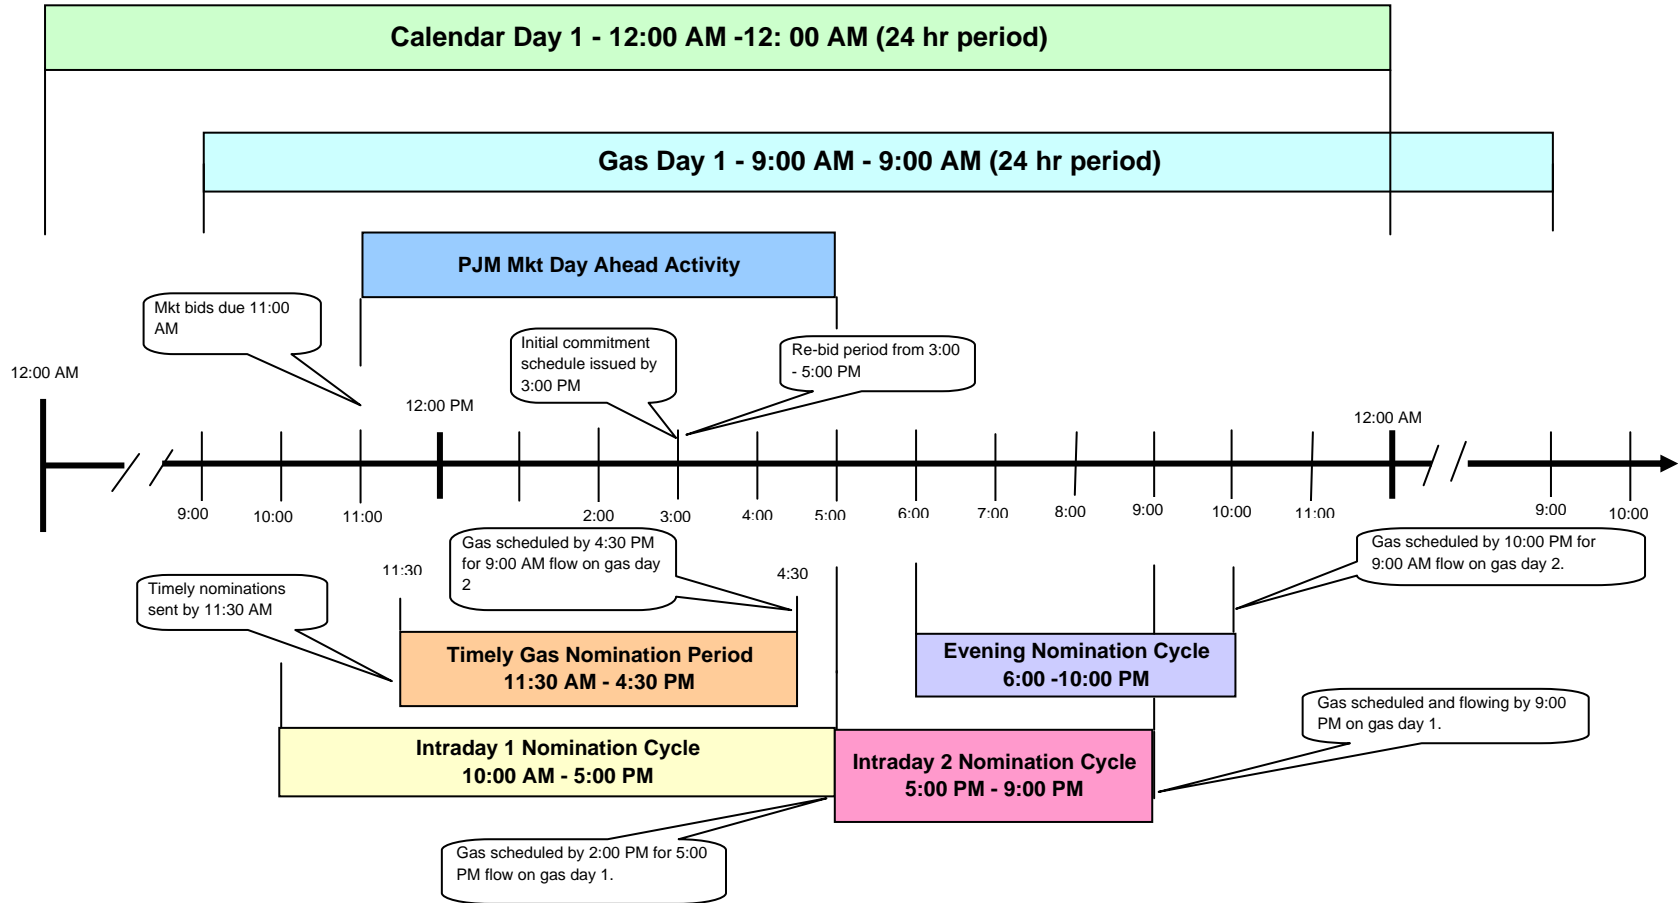 Calendar Day 1 - 12:00 AM -12: 00 AM (24 hr period)
Gas Day 1 - 9:00 AM - 9:00 AM (24 hr period)
PJM Mkt Day Ahead Activity
Mkt bids due 11:00
AM
Initial commitment
schedule issued by
3:00 PM
Re-bid period from 3:00
- 5:00 PM
12:00 AM
12:00 PM
12:00 AM
9:00
10:00
11:00
2:00
3:00
4:00
5:00
6:00
7:00
8:00
9:00
10:00
11:00
9:00
10:00
Gas scheduled by 4:30 PM
for 9:00 AM flow on gas day
2
Gas scheduled by 10:00 PM for
9:00 AM flow on gas day 2.
11:30
4:30
Timely nominations
sent by 11:30 AM
Timely Gas Nomination Period
11:30 AM - 4:30 PM
Evening Nomination Cycle
6:00 -10:00 PM
Gas scheduled and flowing by 9:00
PM on gas day 1.
Intraday 1 Nomination Cycle
10:00 AM - 5:00 PM
Intraday 2 Nomination Cycle
5:00 PM - 9:00 PM
Gas scheduled by 2:00 PM for 5:00
PM flow on gas day 1.